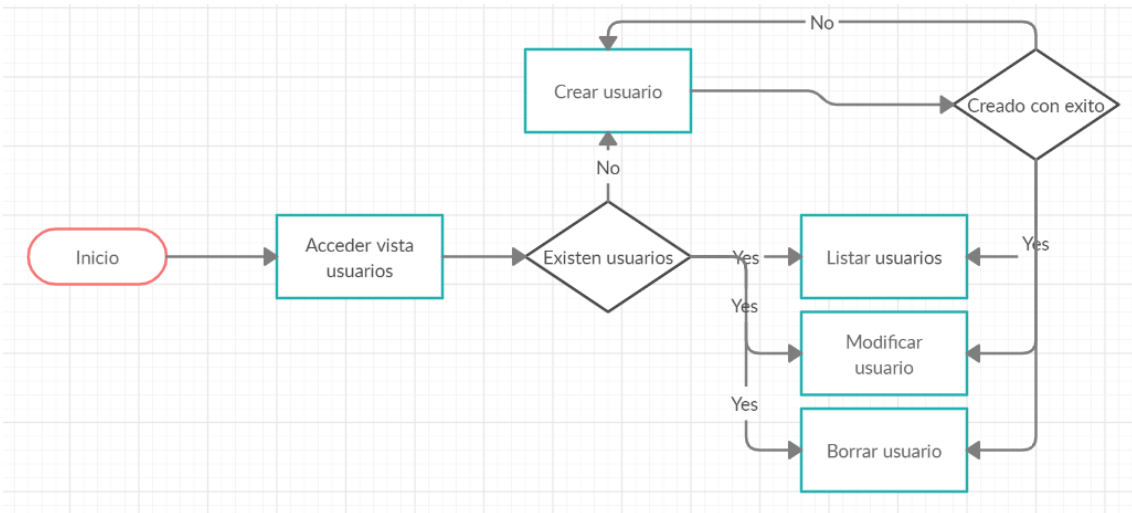 No
Crear usuario
Creado con exito
No
Acceder vista
usuarios
Inicio
Existen usuarios
Yes
Listar usuarios
Yes
Yes
Modificar
usuario
Yes
Borrar usuario